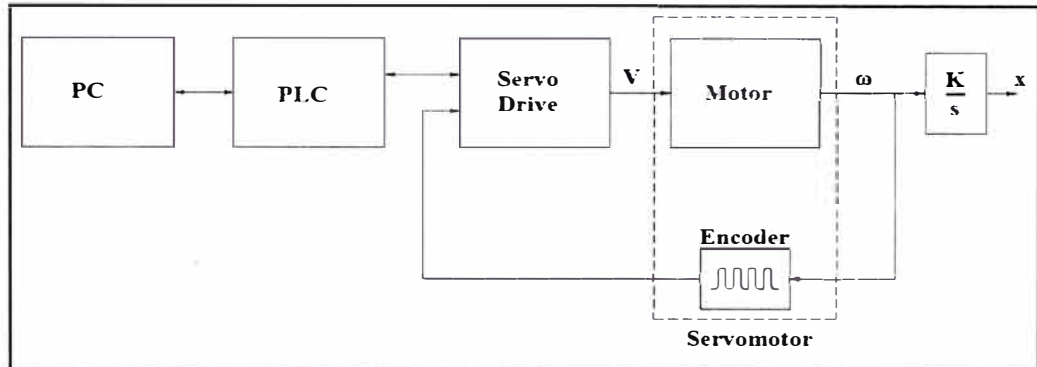 PC
PLC
Servo
Drive
V
Motor
ω
K
s
x
Encoder
Servomotor